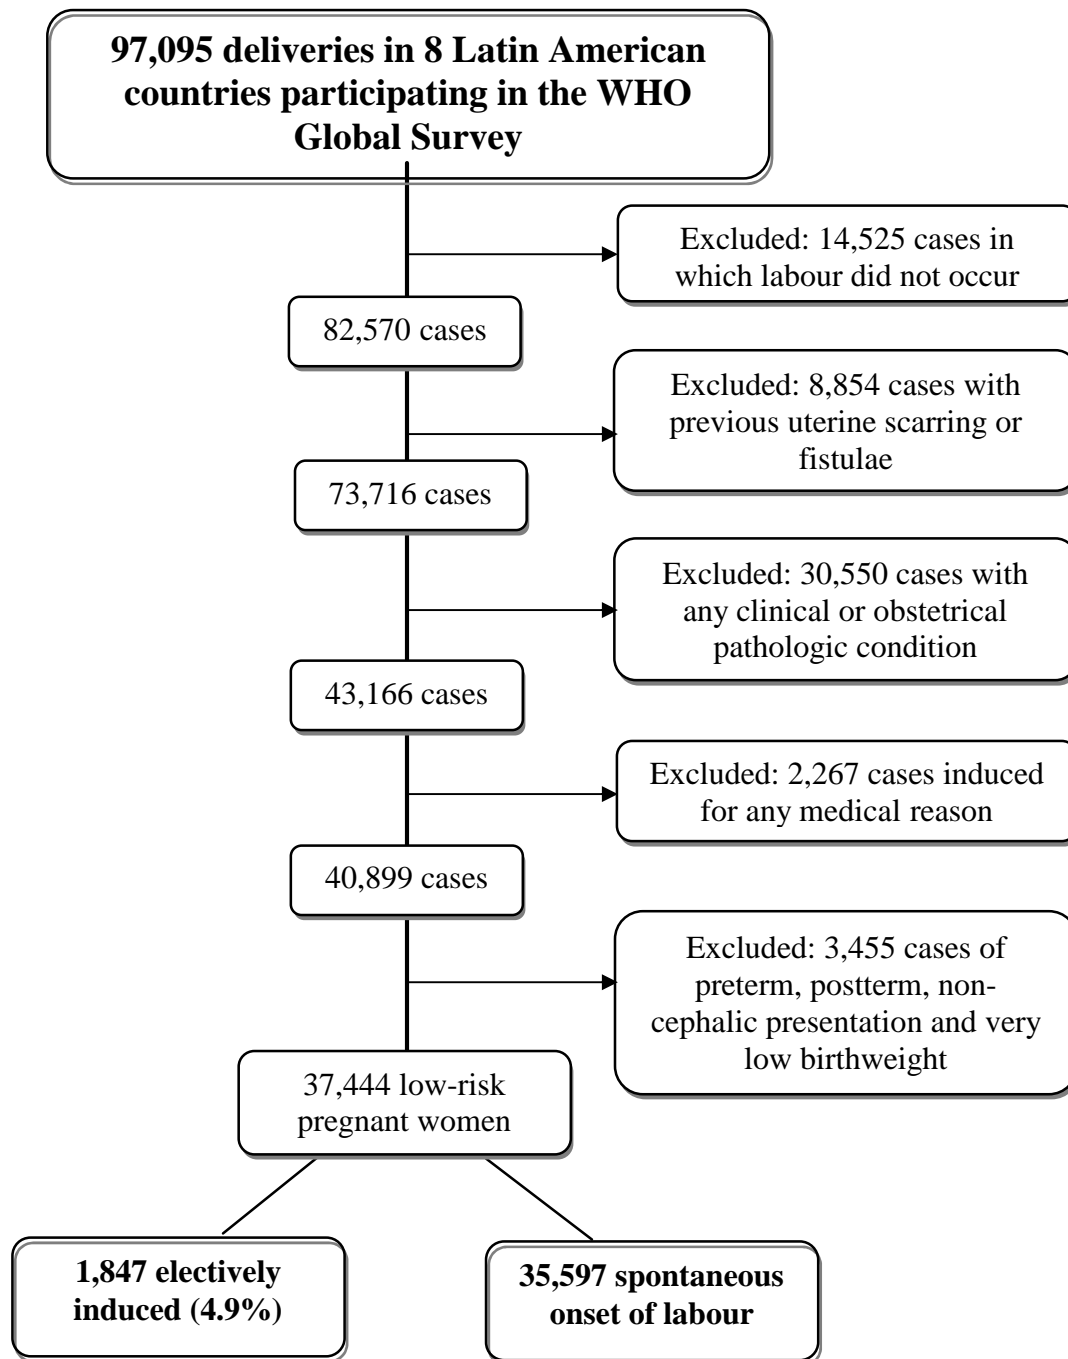 97,095 deliveries in 8 Latin American
countries participating in the WHO
Global Survey
Excluded: 14,525 cases in
which labour did not occur
82,570 cases
Excluded: 8,854 cases with
previous uterine scarring or
fistulae
73,716 cases
Excluded: 30,550 cases with
any clinical or obstetrical
pathologic condition
43,166 cases
Excluded: 2,267 cases induced
for any medical reason
40,899 cases
Excluded: 3,455 cases of
preterm, postterm, non-
cephalic presentation and very
low birthweight
37,444 low-risk
pregnant women
1,847 electively
induced (4.9%)
35,597 spontaneous
onset of labour